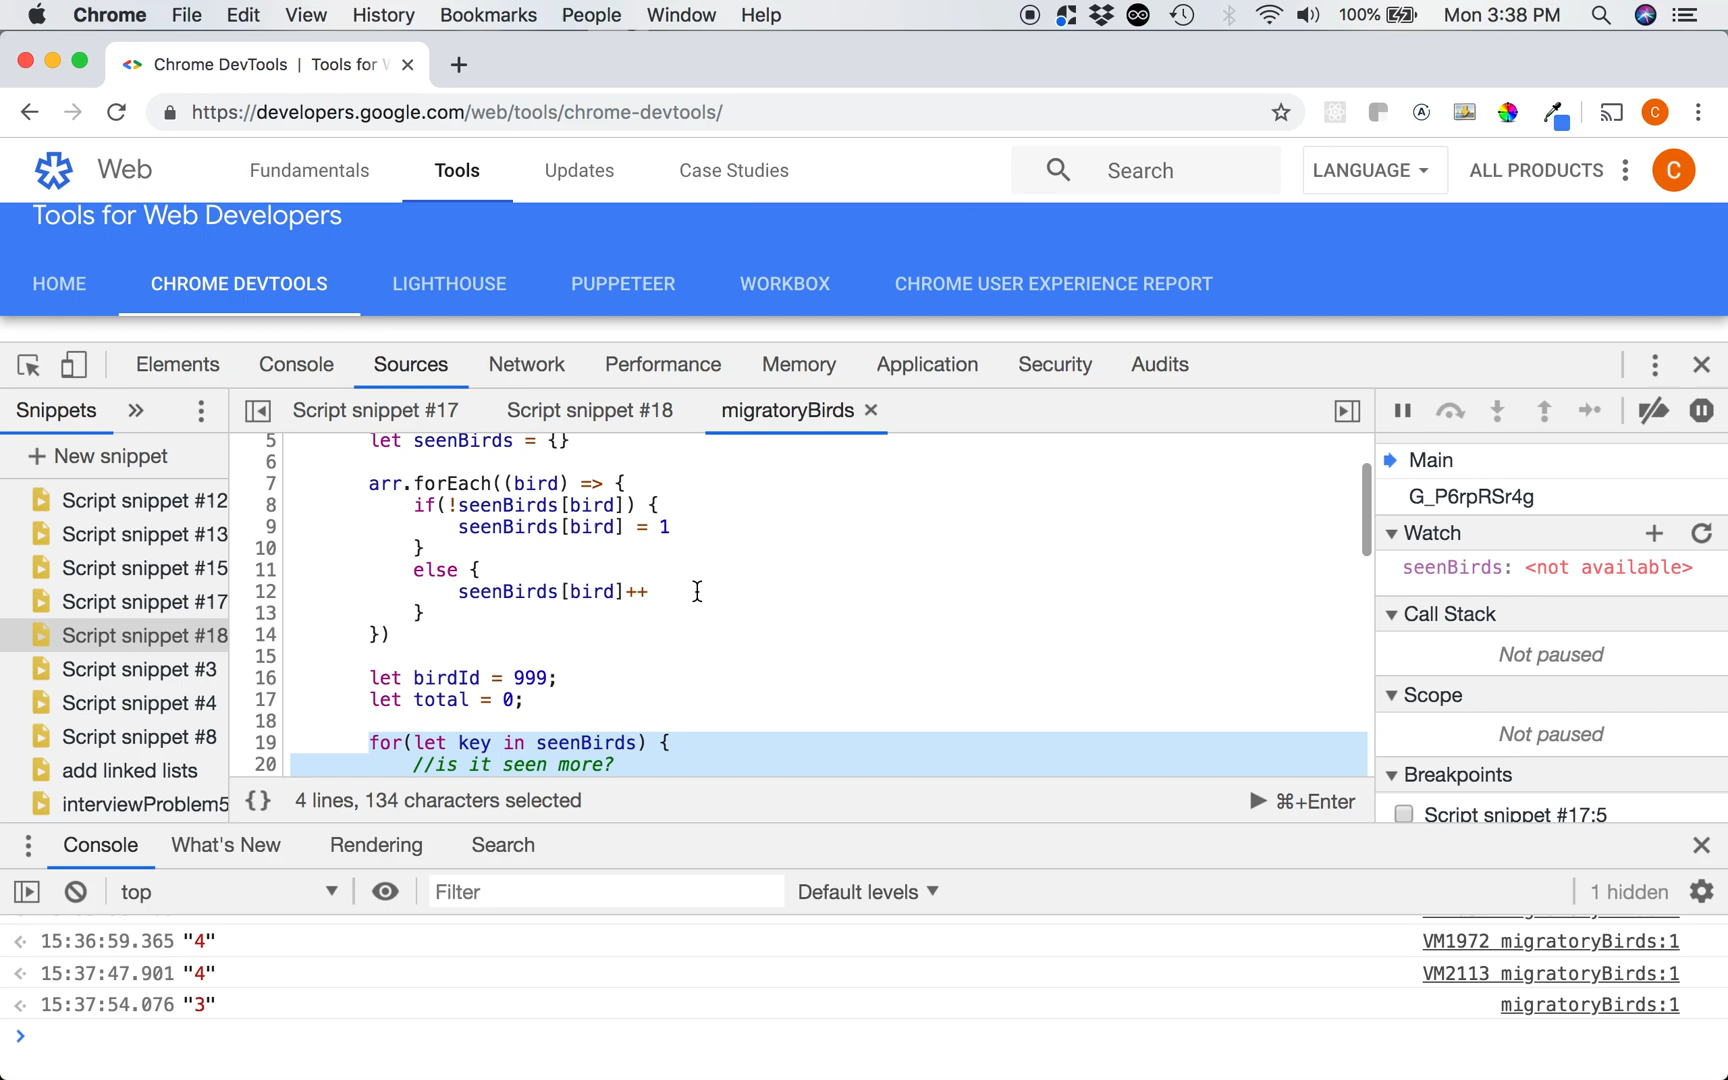 Chrome File Edit View History Bookmarks People Window Help 100% Mon 3:38 PM
Chrome DevTools | Tools for W
https://developers.google.com/web/tools/chrome-devtools/
C
Web Fundamentals Tools Updates Case Studies Search LANGUAGE ALL PRODUCTS C
Tools for Web Developers
HOME CHROME DEVTOOLS LIGHTHOUSE PUPPETEER WORKBOX CHROME USER EXPERIENCE REPORT
Elements Console Sources Network Performance Memory Application Security Audits
Snippets » Script snippet #17 Script snippet #18 migratoryBirds
+ New snippet
Script snippet #12
Script snippet #13
Script snippet #15
Script snippet #17
Script snippet #18
Script snippet #3
Script snippet #4
Script snippet #8
add linked lists
interviewProblem5
5 let seenBirds = {}
6
7 arr.forEach((bird) => {
8 if(!seenBirds[bird]) {
9 seenBirds[bird] = 1
10 }
11 else {
12 seenBirds[bird]++
13 }
14 })
15
16 let birdId = 999;
17 let total = 0;
18
19 for(let key in seenBirds) {
20 //is it seen more?
{} 4 lines, 134 characters selected ⌘+Enter
Main
G_P6rpRSr4g
Watch
seenBirds: <not available>
Call Stack
Not paused
Scope
Not paused
Breakpoints
Script snippet #17:5
Console What's New Rendering Search
top Filter Default levels 1 hidden
15:36:59.365 "4" VM1972 migratoryBirds:1
15:37:47.901 "4" VM2113 migratoryBirds:1
15:37:54.076 "3" migratoryBirds:1